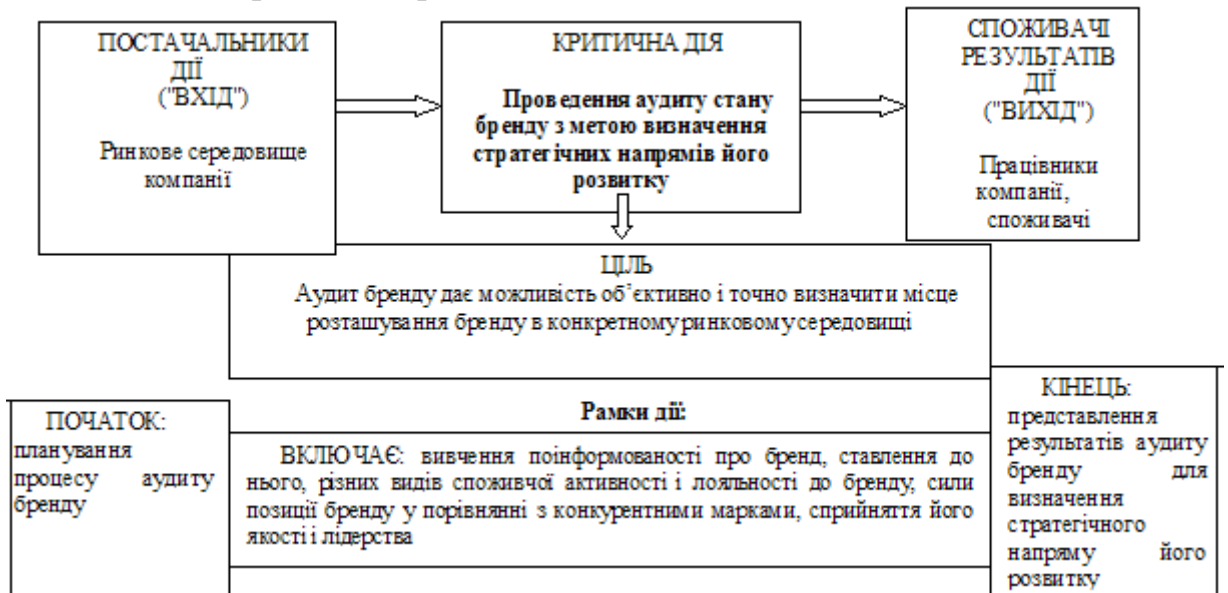 ПОСТАЧАЛЬНИКИ
ДІЇ
("ВХІД")
Ринкове середовище
компанії
КРИТИЧНА ДІЯ
Проведення аудиту стану
бренду з метою визначення
стратегічних напрямів його
розвитку
СПОЖИВАЧІ
РЕЗУЛЬТАТІВ
ДІЇ
("ВИХІД")
Працівники
компанії,
споживачі
ЦІЛЬ
Аудит бренду дає можливість об’єктивно і точно визначити місце
розташування бренду в конкретному ринковому середовищі
ПОЧАТОК:
планування
процесу аудиту
бренду
Рамки дії:
ВКЛЮЧАЄ: вивчення поінформованості про бренд, ставлення до
нього, різних видів споживчої активності і лояльності до бренду, сили
позиції бренду у порівнянні з конкурентними марками, сприйняття його
якості і лідерства
КІНЕЦЬ:
представлення
результатів аудиту
бренду для
визначення
стратегічного
напряму його
розвитку